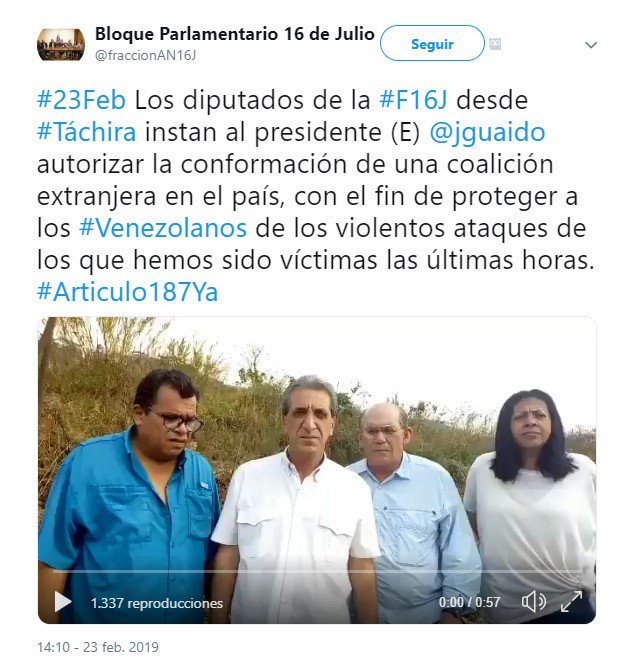 Bloque Parlamentario 16 de Julio
@fraccionAN16J
Seguir
#23Feb Los diputados de la #F16J desde
#Táchira instan al presidente (E) @jguaido
autorizar la conformación de una coalición
extranjera en el país, con el fin de proteger a
los #Venezolanos de los violentos ataques de
los que hemos sido víctimas las últimas horas.
#Articulo187Ya
1.337 reproducciones
0:00 / 0:57
14:10 - 23 feb. 2019